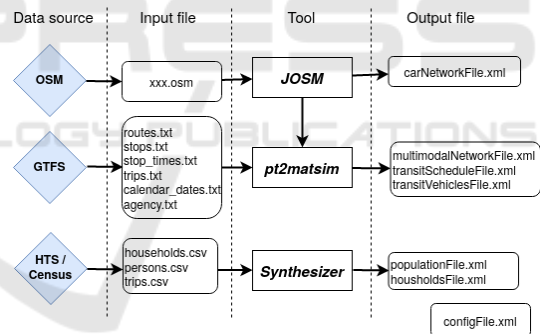 Data source
Input file
Tool
Output file
OSM
xxx.osm
JOSM
carNetworkFile.xml
GTFS
routes.txt
stops.txt
stop_times.txt
trips.txt
calendar_dates.txt
agency.txt
pt2matsim
multimodalNetworkFile.xml
transitScheduleFile.xml
transitVehiclesFile.xml
HTS /
Census
households.csv
persons.csv
trips.csv
Synthesizer
populationFile.xml
housholdsFile.xml
configFile.xml
LOGY PUBLICATIONS